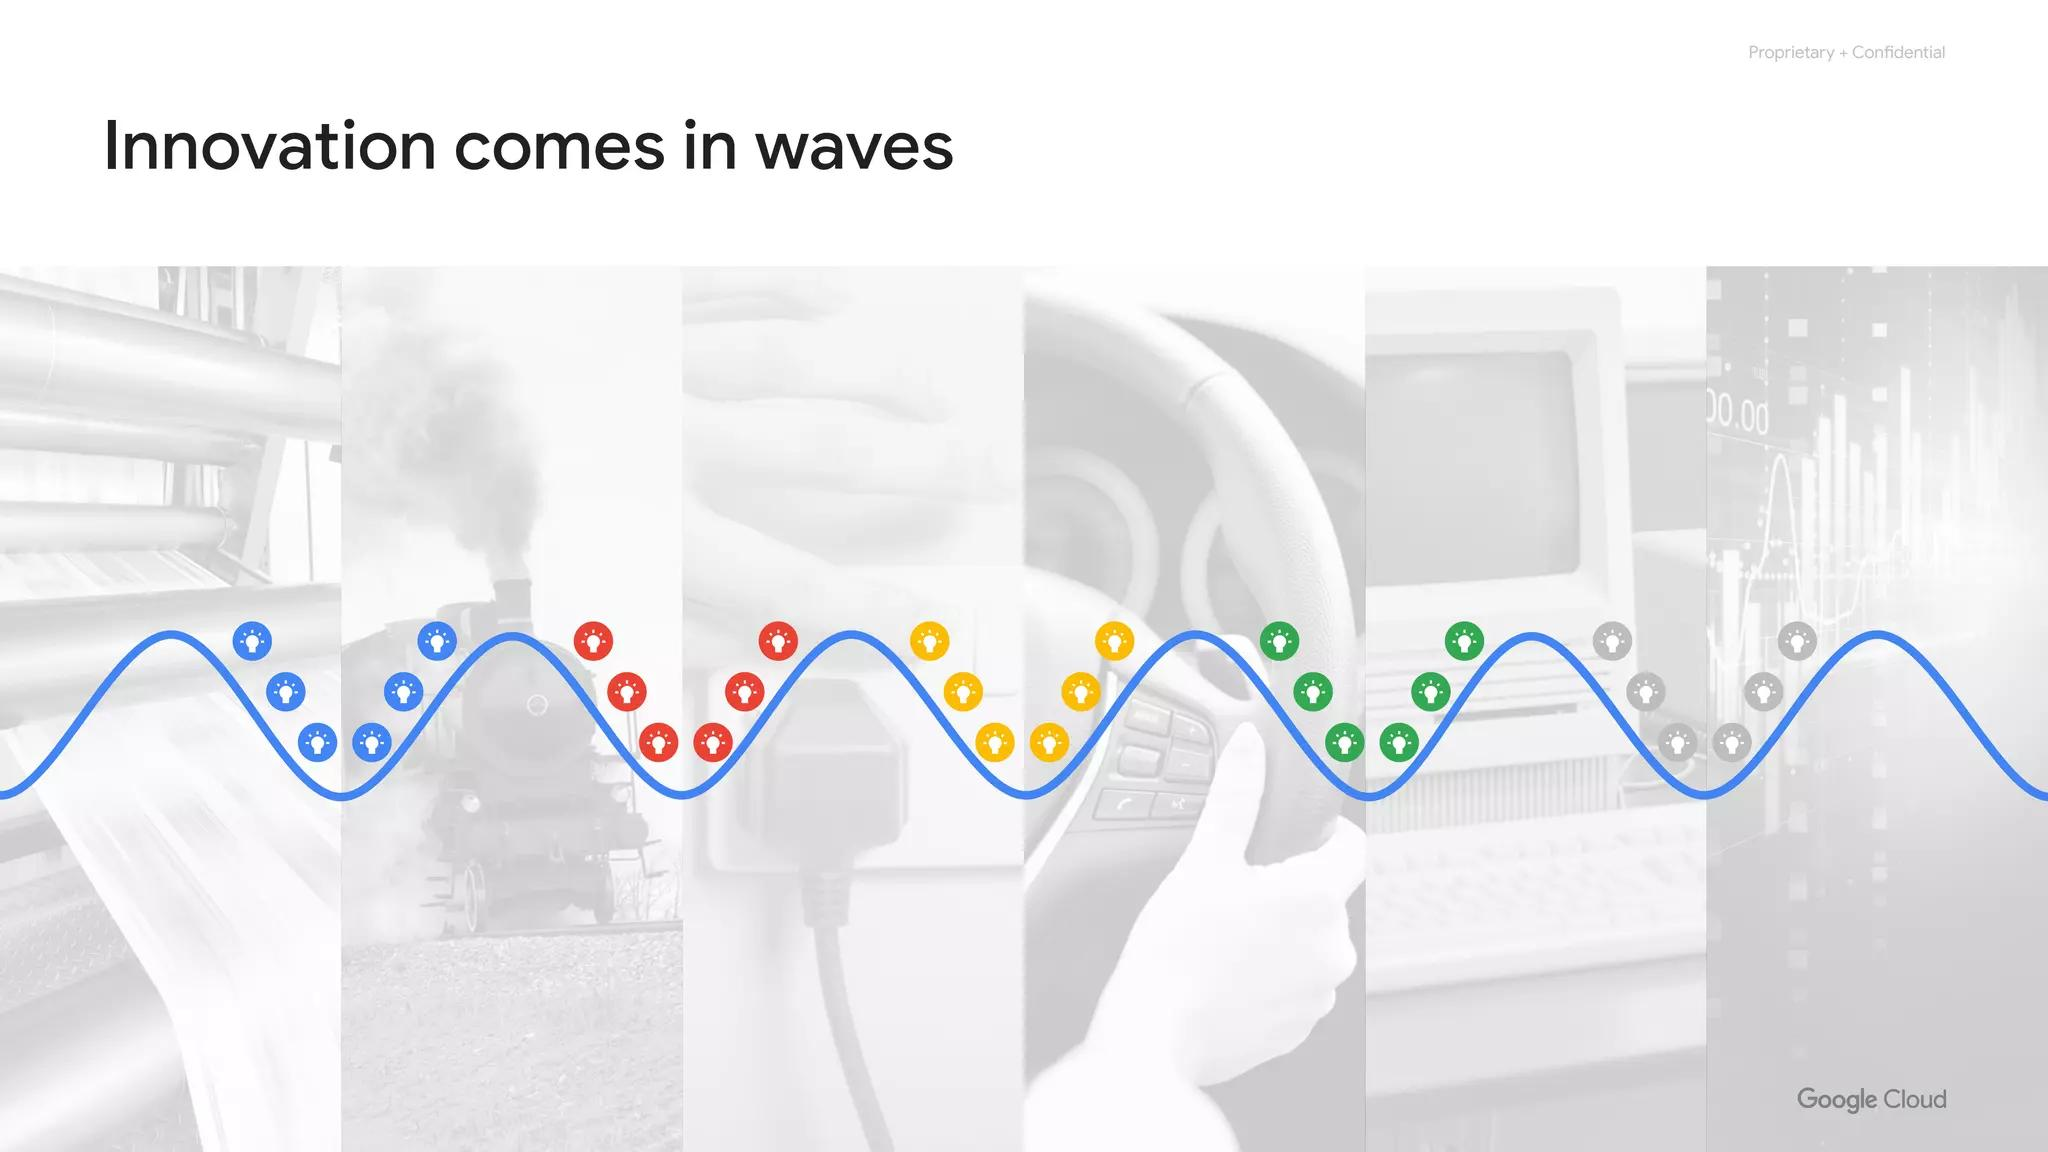 Proprietary + Confidential
Innovation comes in waves
00.00
Google Cloud